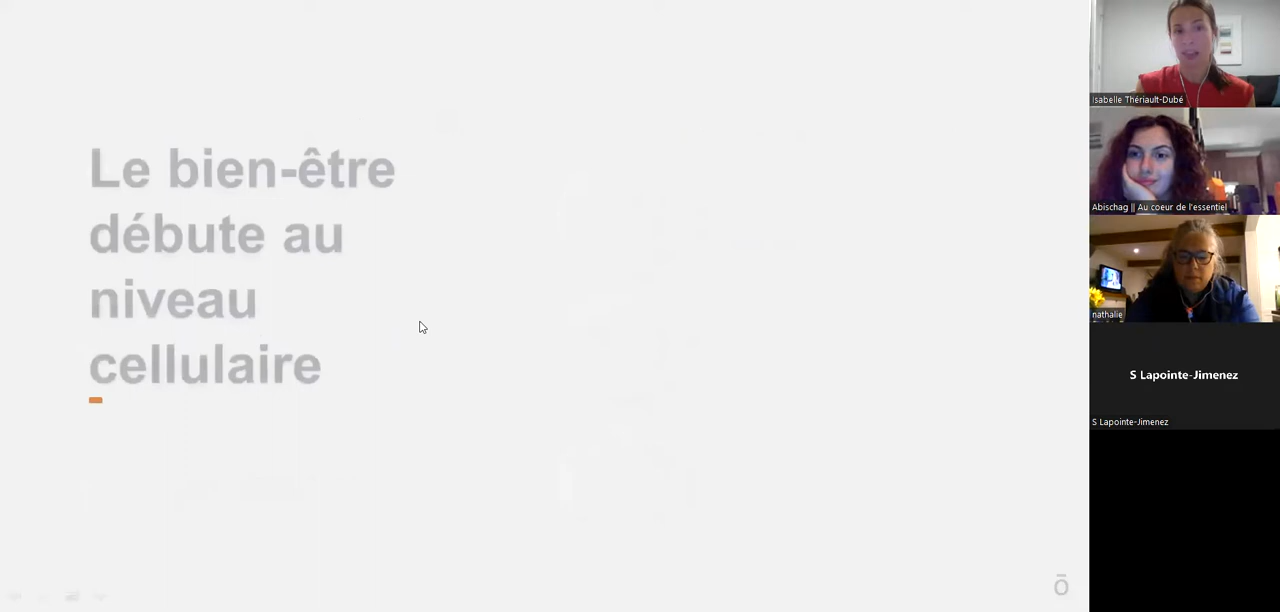 Le bien-être
débute au
niveau
cellulaire
ō
Isabelle Thériault-Dubé
Abischag || Au coeur de l'essentiel
nathalie
S Lapointe-Jimenez
S Lapointe-Jimenez